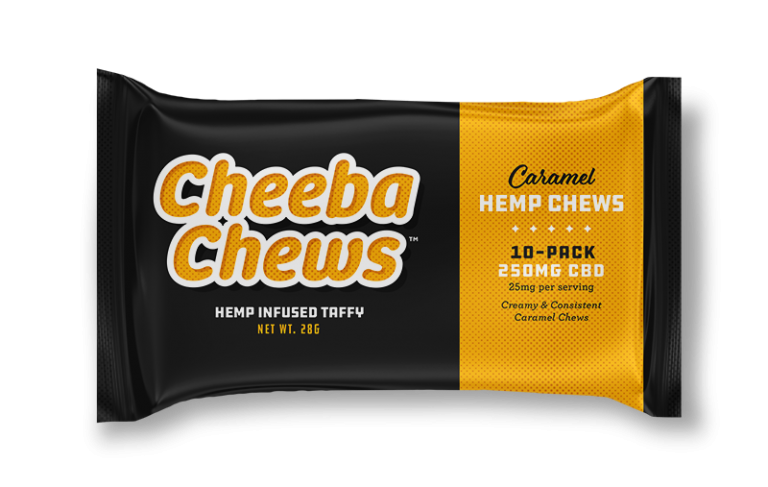 Cheeba
Chews™
HEMP INFUSED TAFFY
NET WT. 28G
Caramel
HEMP CHEWS
10-PACK
250MG CBD
25mg per serving
Creamy & Consistent
Caramel Chews